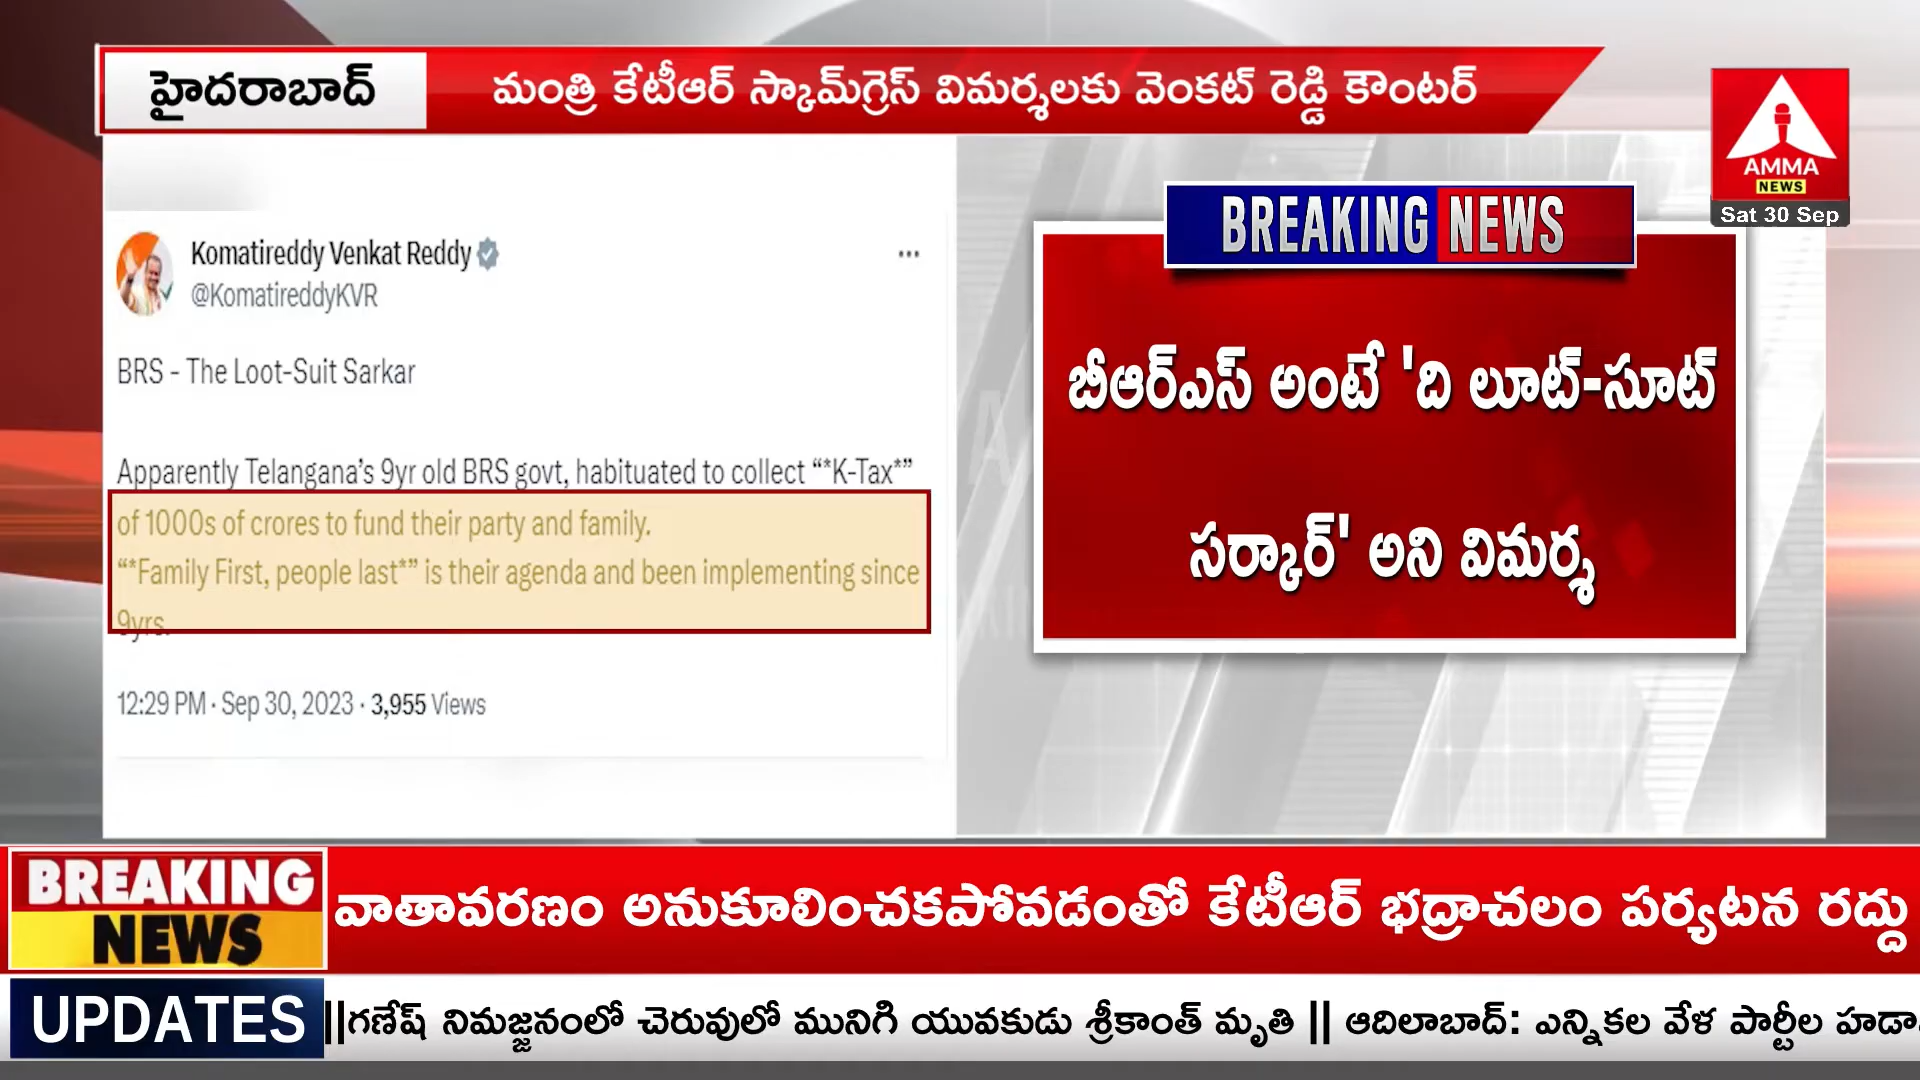 హైదరాబాద్
మంత్రి కేటీఆర్ స్కామ్‌గ్రెస్ విమర్శలకు వెంకట్ రెడ్డి కౌంటర్
AMMA
NEWS
Sat 30 Sep
Komatireddy Venkat Reddy
@KomatireddyKVR
BRS - The Loot-Suit Sarkar
Apparently Telangana’s 9yr old BRS govt, habituated to collect “*K-Tax*”
of 1000s of crores to fund their party and family.
“*Family First, people last*” is their agenda and been implementing since
9yrs.
12:29 PM · Sep 30, 2023 · 3,955 Views
BREAKING NEWS
బీఆర్ఎస్ అంటే 'ది లూట్-సూట్
సర్కార్' అని విమర్శ
BREAKING
NEWS
వాతావరణం అనుకూలించకపోవడంతో కేటీఆర్ భద్రాచలం పర్యటన రద్దు
UPDATES
||గణేష్ నిమజ్జనంలో చెరువులో మునిగి యువకుడు శ్రీకాంత్ మృతి || ఆదిలాబాద్: ఎన్నికల వేళ పార్టీల